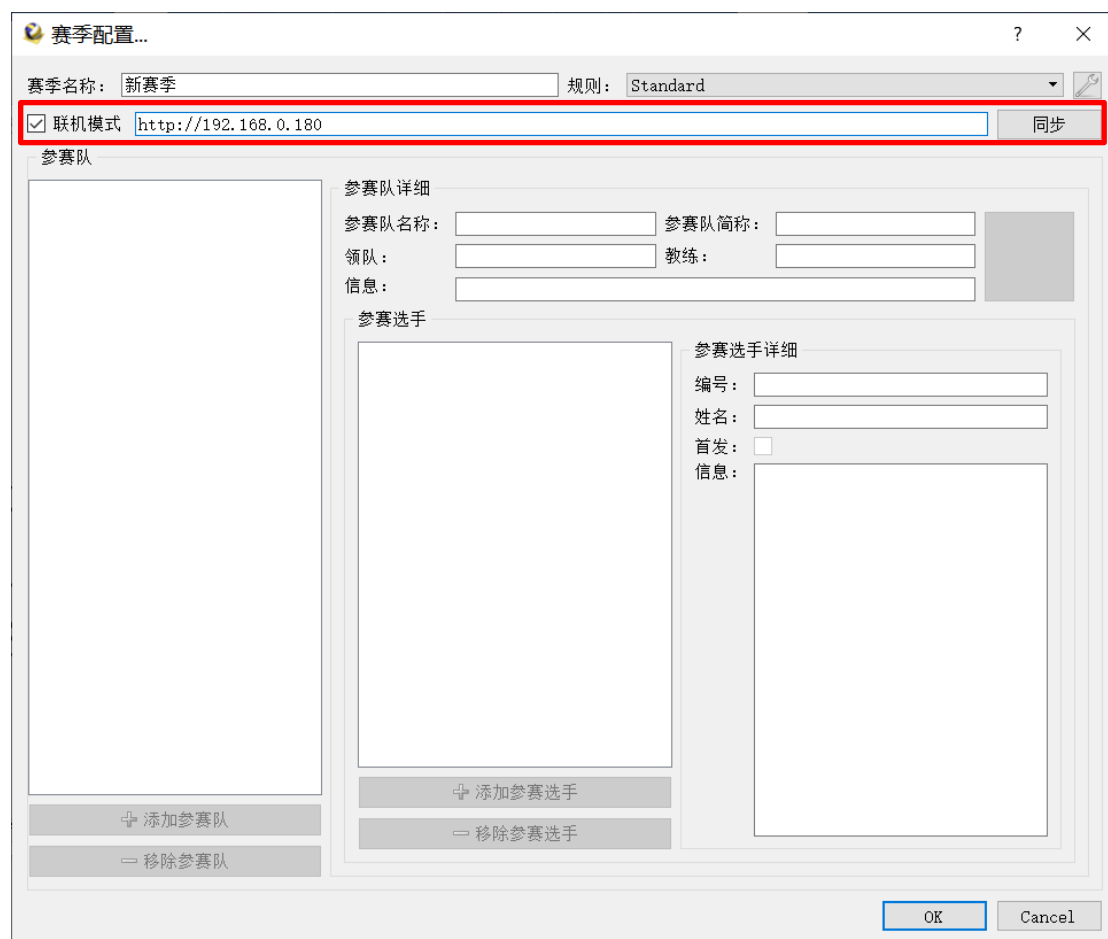 赛季配置...
?
赛季名称: 新赛季 规则: Standard
联机模式 http://192.168.0.180 同步
参赛队
参赛队详细
参赛队名称: 参赛队简称:
领队: 教练:
信息:
参赛选手
参赛选手详细
编号:
姓名:
首发:
信息:
添加参赛选手
移除参赛选手
添加参赛队
移除参赛队
OK Cancel